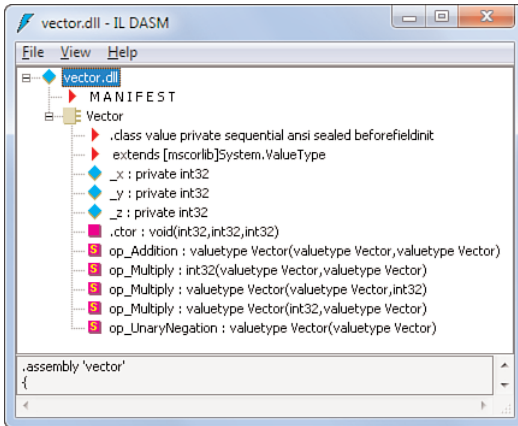 vector.dll - IL DASM
File View Help
vector.dll
M A N I F E S T
Vector
.class value private sequential ansi sealed beforefieldinit
extends [mscorlib]System.ValueType
_x : private int32
_y : private int32
_z : private int32
.ctor : void(int32,int32,int32)
S op_Addition : valuetype Vector(valuetype Vector,valuetype Vector)
S op_Multiply : int32(valuetype Vector,valuetype Vector)
S op_Multiply : valuetype Vector(valuetype Vector,int32)
S op_Multiply : valuetype Vector(int32,valuetype Vector)
S op_UnaryNegation : valuetype Vector(valuetype Vector)
.assembly 'vector'
{